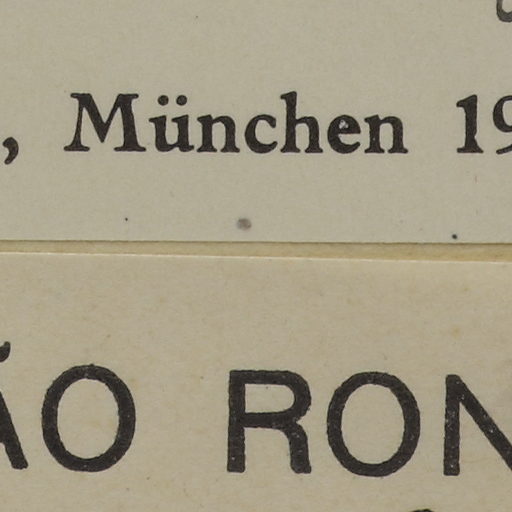 , München 19
ÃO RON